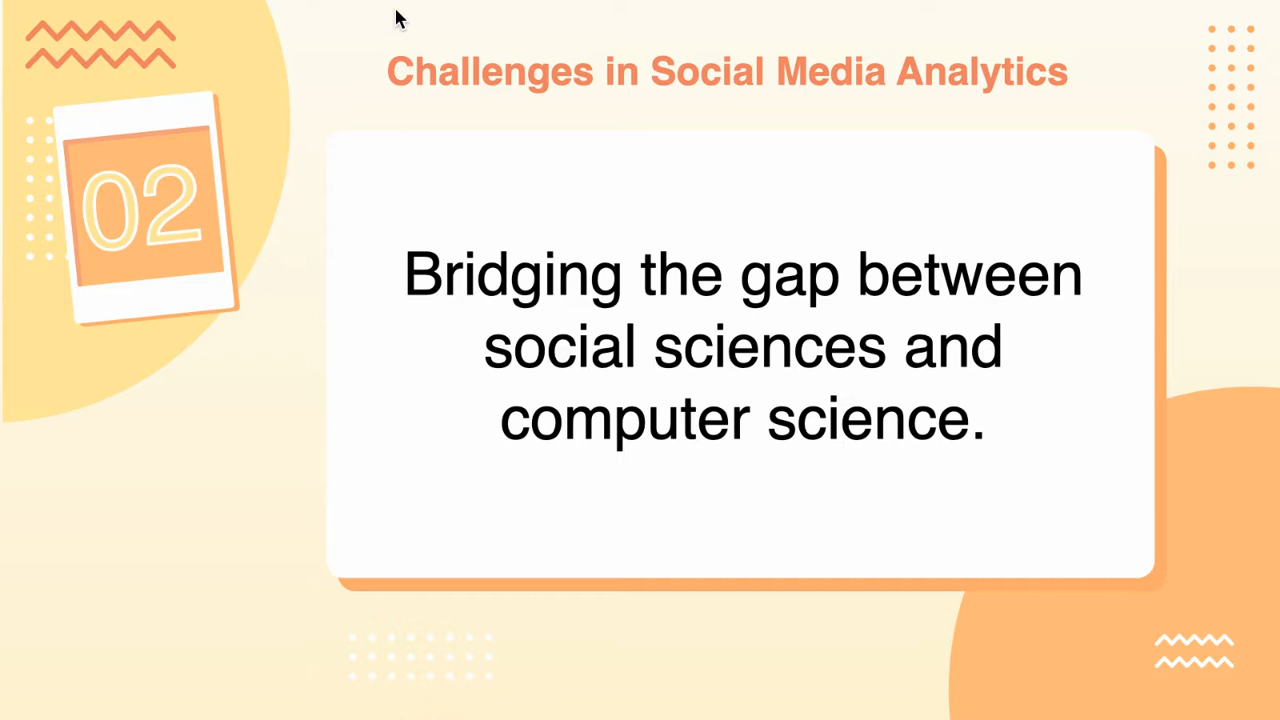 Challenges in Social Media Analytics
02
Bridging the gap between
social sciences and
computer science.